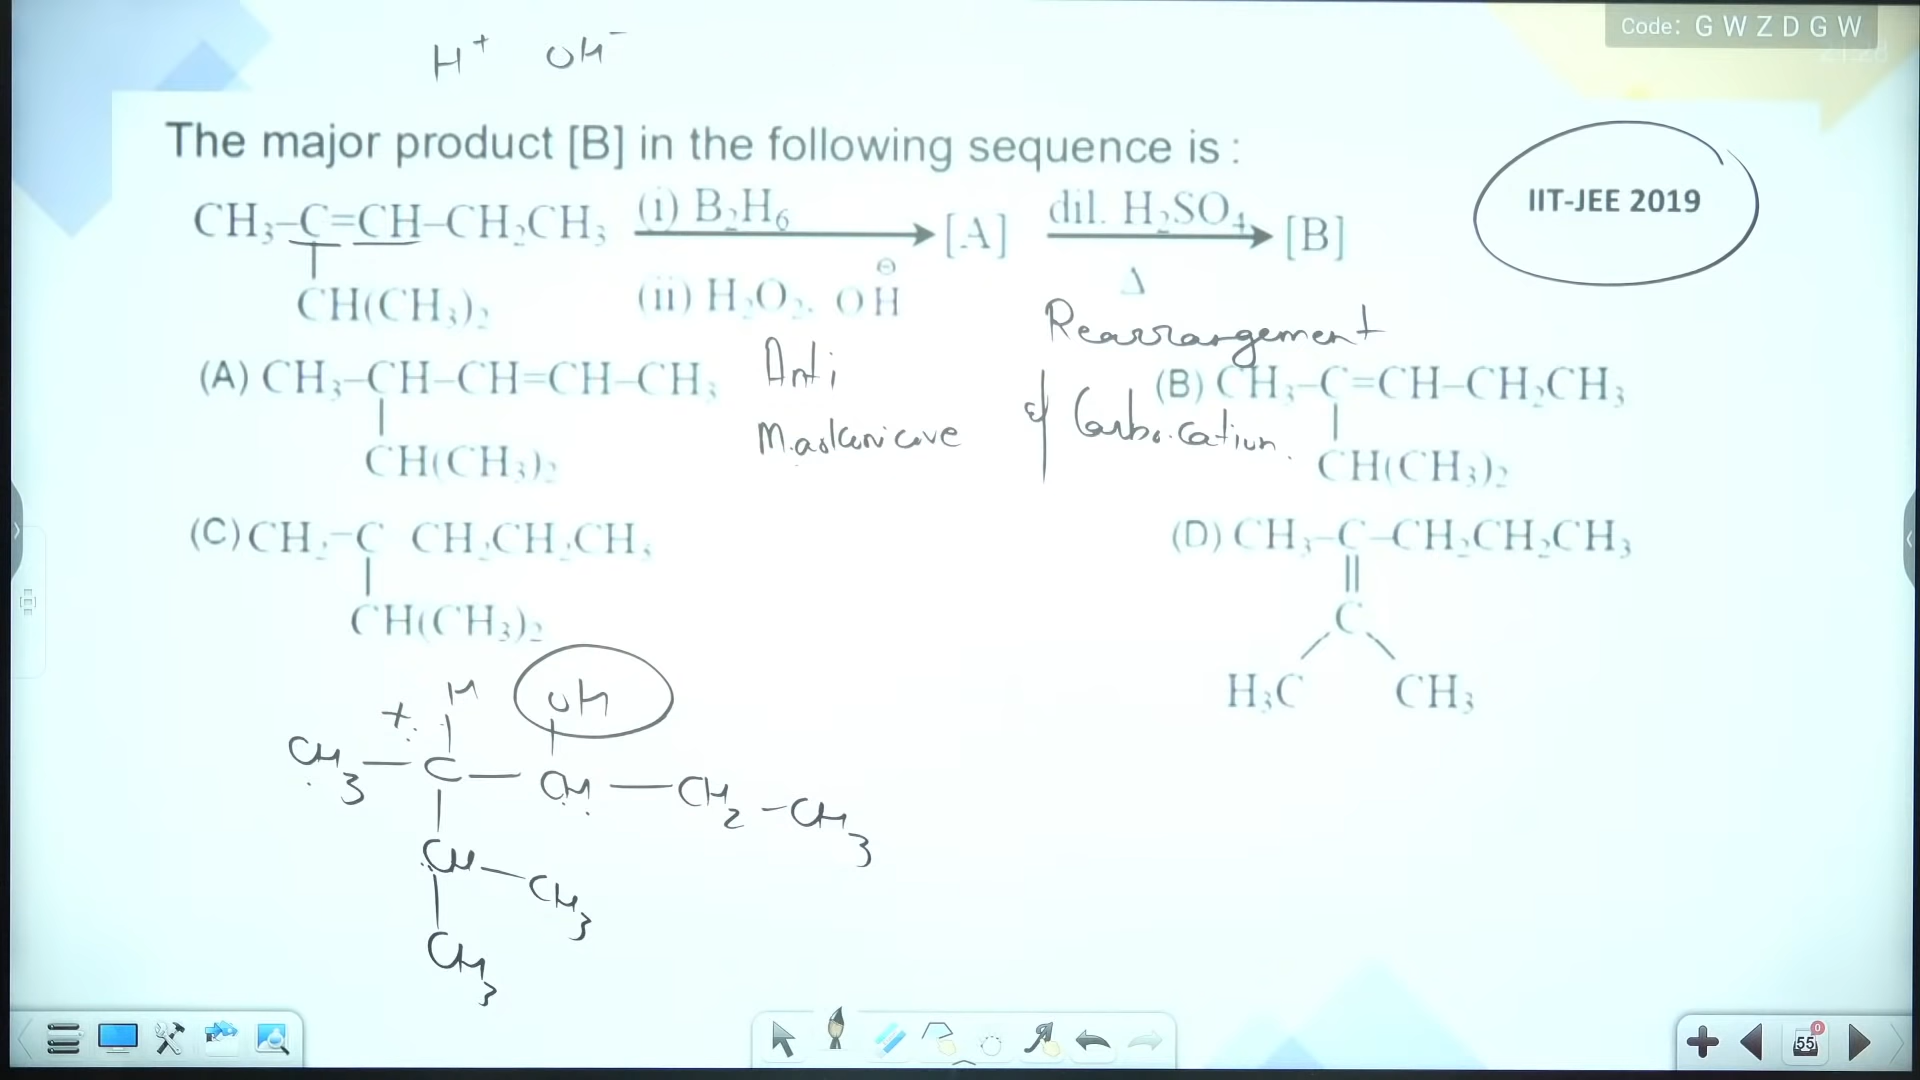 Code: G W Z D G W
H⁺ OH⁻
The major product [B] in the following sequence is :
CH₃–C=CH–CH₂CH₃ (i) B₂H₆ [A] dil. H₂SO₄ [B]
CH(CH₃)₂ (ii) H₂O₂, OH Δ
⊖
IIT-JEE 2019
Anti
Rearrangement
of Carbocation.
(A) CH₃–CH–CH=CH–CH₃
CH(CH₃)₂
(B) CH₃–C=CH–CH₂CH₃
CH(CH₃)₂
(C) CH₂–C CH₂CH₂CH₃
CH(CH₃)₂
(D) CH₃–C–CH₂CH₂CH₃
C
H₃C CH₃
+ H OH
CH₃–C–CH–CH₂–CH₃
CH–CH₃
CH₃
55
0